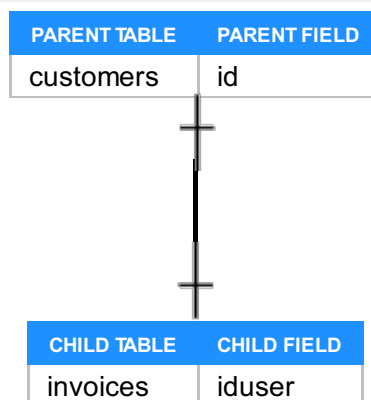 PARENT TABLE PARENT FIELD
customers id
CHILD TABLE CHILD FIELD
invoices iduser